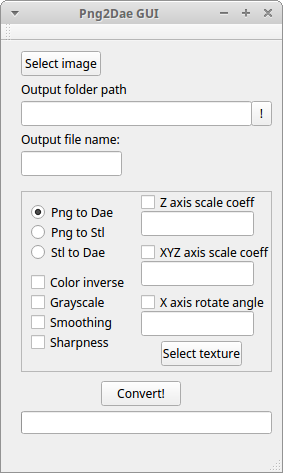 Png2Dae GUI
Select image
Output folder path
!
Output file name:
Png to Dae
Png to Stl
Stl to Dae
Color inverse
Grayscale
Smoothing
Sharpness
Z axis scale coeff
XYZ axis scale coeff
X axis rotate angle
Select texture
Convert!